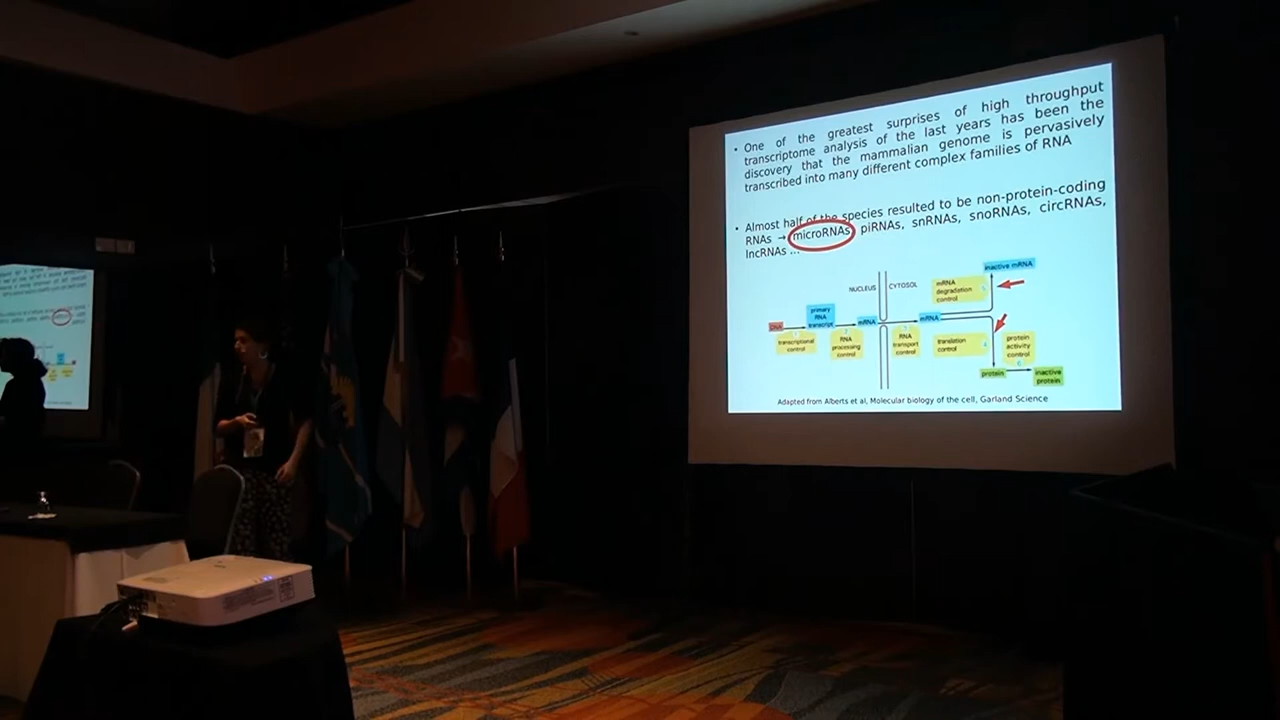 • One of the greatest surprises of high throughput
transcriptome analysis of the last years has been the
discovery that the mammalian genome is pervasively
transcribed into many different complex families of RNA
• Almost half of the species resulted to be non-protein-coding
RNAs → microRNAs, piRNAs, snRNAs, snoRNAs, circRNAs,
lncRNAs ...
NUCLEUS
CYTOSOL
DNA
primary
RNA
transcript
mRNA
mRNA
inactive mRNA
transcriptional
control
RNA
processing
control
RNA
transport
control
mRNA
degradation
control
translation
control
protein
activity
control
protein
inactive
protein
Adapted from Alberts et al, Molecular biology of the cell, Garland Science